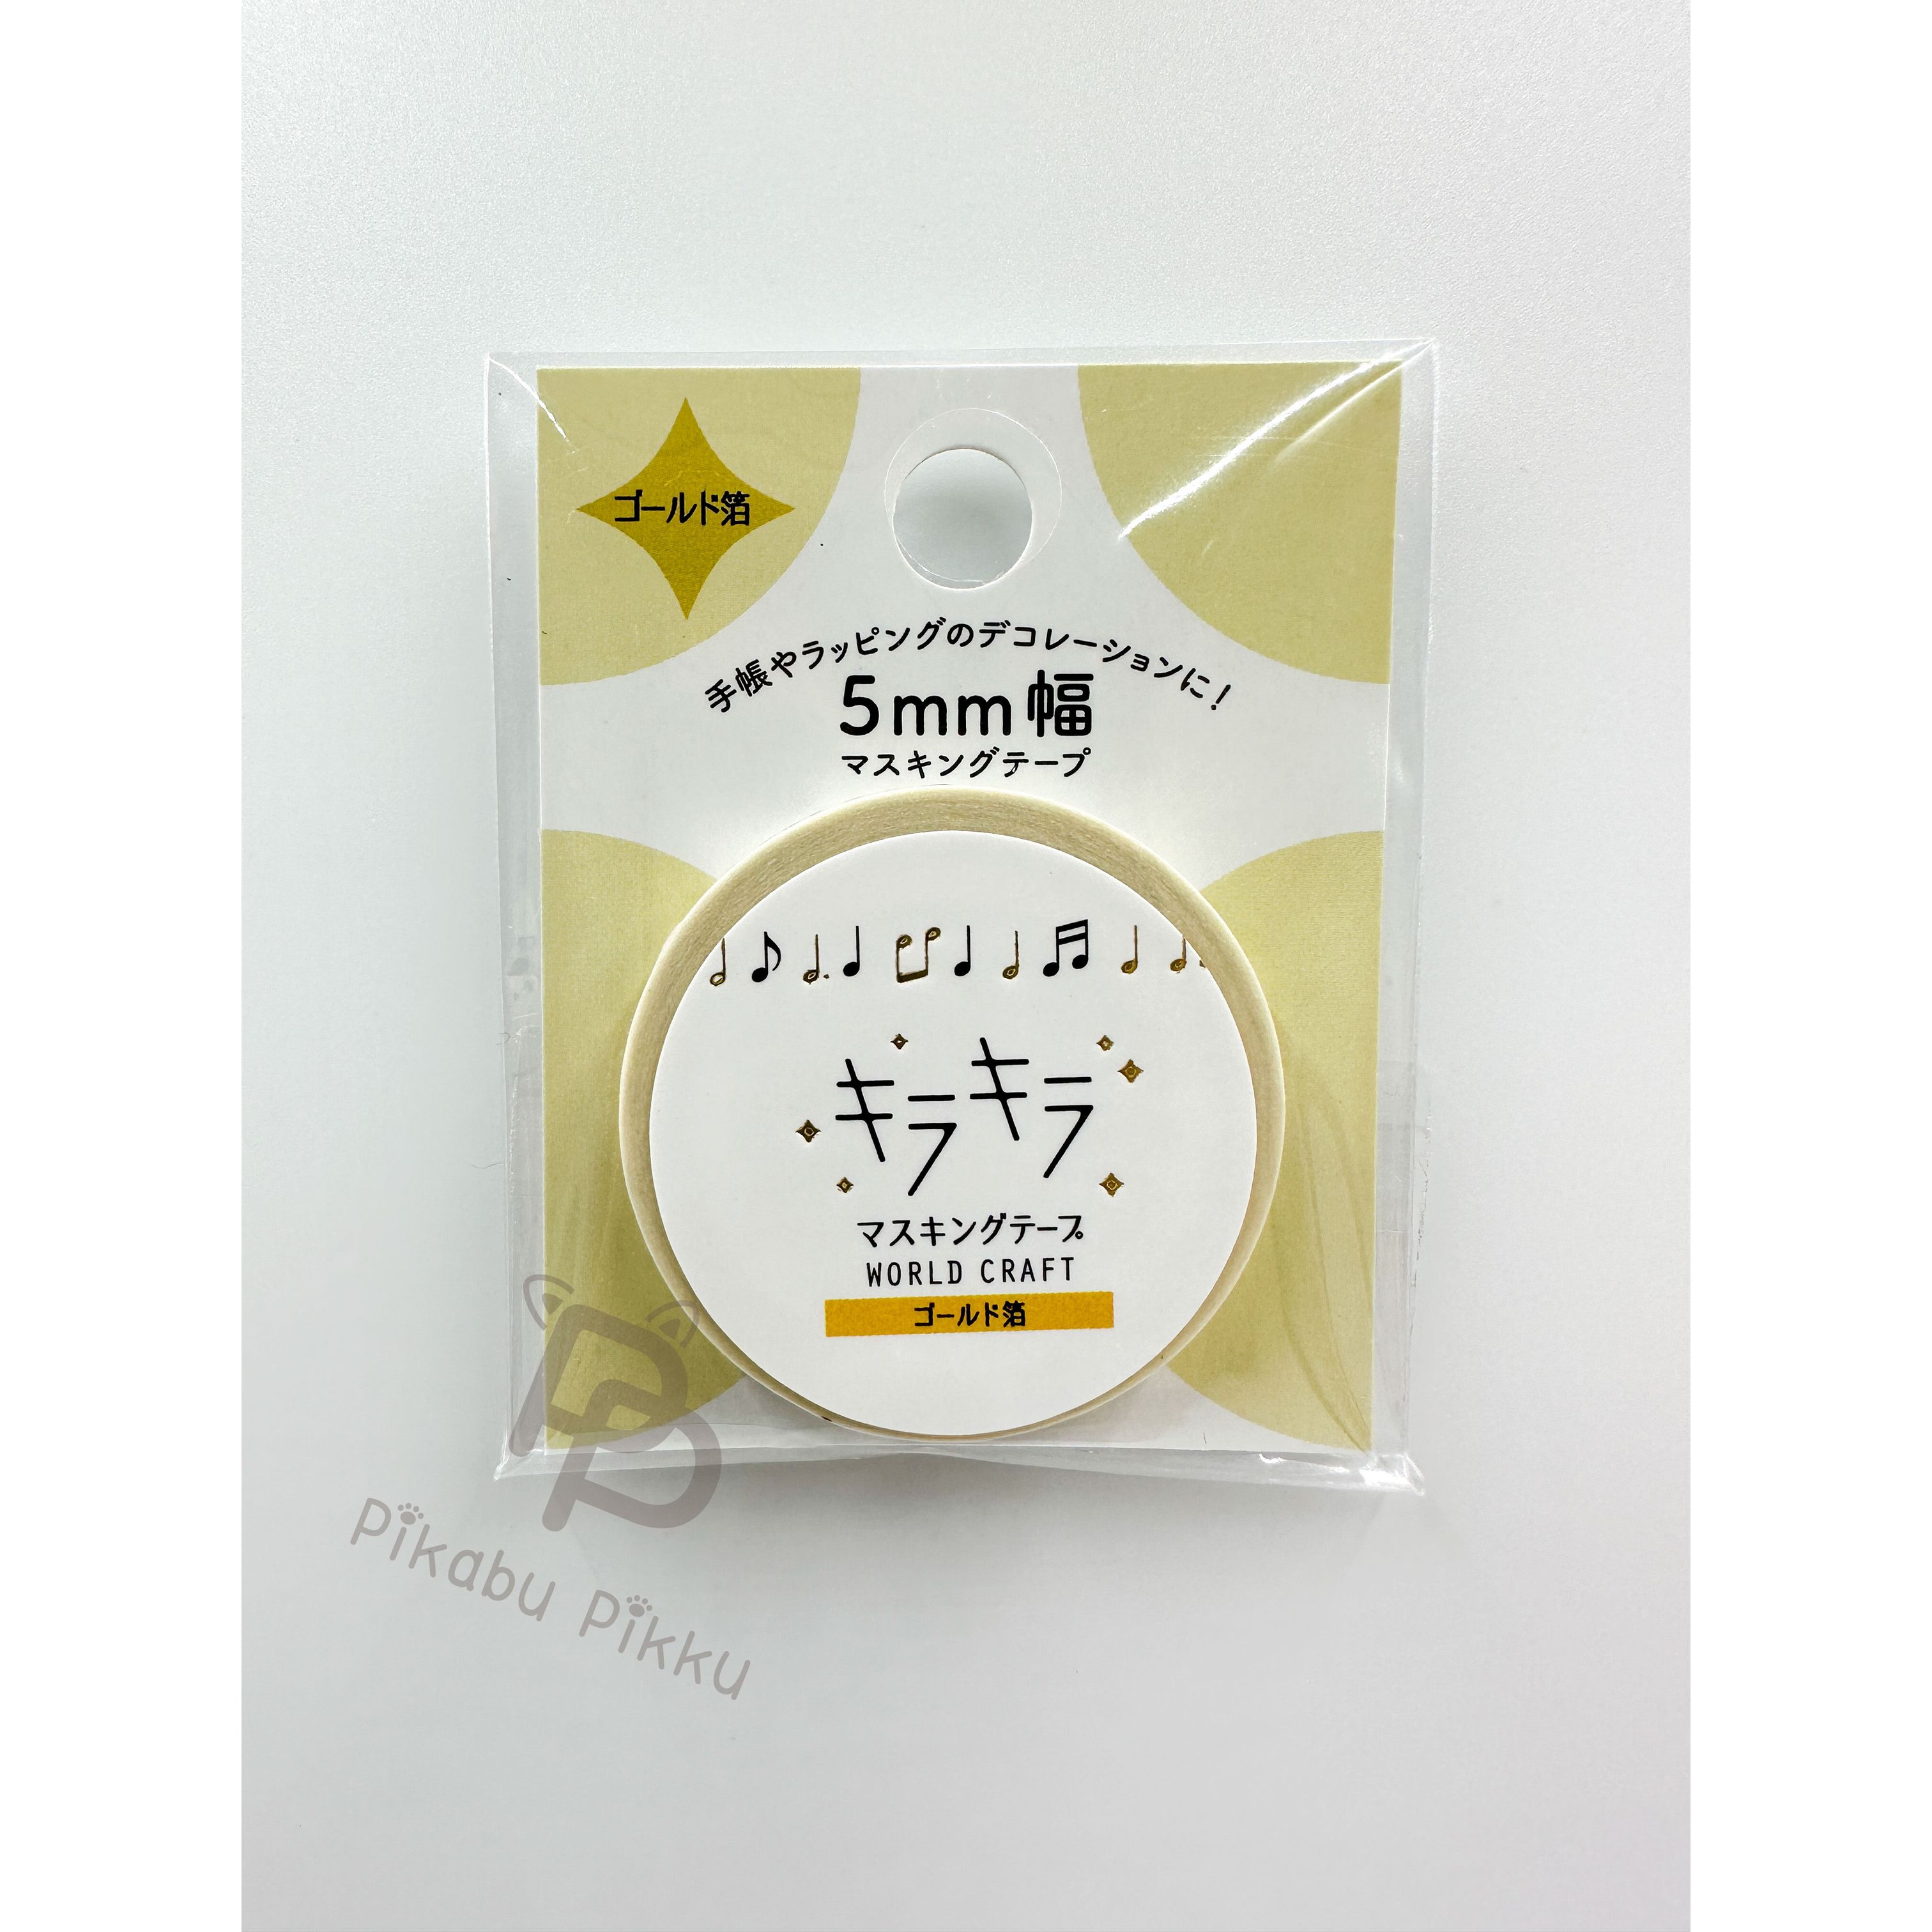 ゴールド箔
手帳やラッピングのデコレーションに!
5mm幅
マスキングテープ
キラキラ
マスキングテープ
WORLD CRAFT
ゴールド箔
Pikabu Pikku